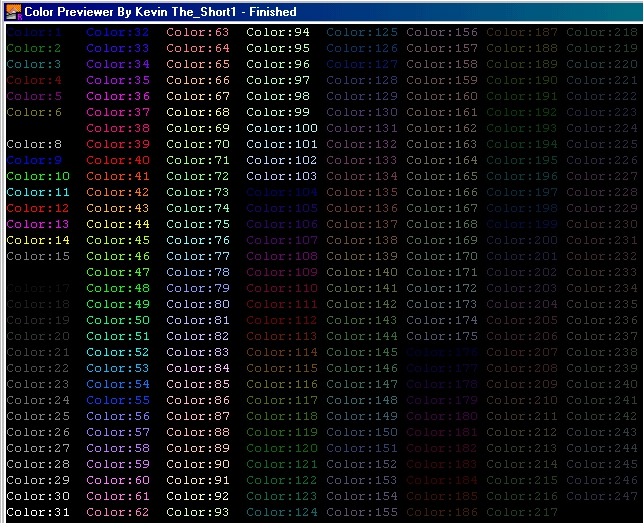 Color Previewer By Kevin The_Short1 - Finished
Color:1 Color:32 Color:63 Color:94 Color:125 Color:156 Color:187 Color:218
Color:2 Color:33 Color:64 Color:95 Color:126 Color:157 Color:188 Color:219
Color:3 Color:34 Color:65 Color:96 Color:127 Color:158 Color:189 Color:220
Color:4 Color:35 Color:66 Color:97 Color:128 Color:159 Color:190 Color:221
Color:5 Color:36 Color:67 Color:98 Color:129 Color:160 Color:191 Color:222
Color:6 Color:37 Color:68 Color:99 Color:130 Color:161 Color:192 Color:223
Color:38 Color:69 Color:100 Color:131 Color:162 Color:193 Color:224
Color:8 Color:39 Color:70 Color:101 Color:132 Color:163 Color:194 Color:225
Color:9 Color:40 Color:71 Color:102 Color:133 Color:164 Color:195 Color:226
Color:10 Color:41 Color:72 Color:103 Color:134 Color:165 Color:196 Color:227
Color:11 Color:42 Color:73 Color:104 Color:135 Color:166 Color:197 Color:228
Color:12 Color:43 Color:74 Color:105 Color:136 Color:167 Color:198 Color:229
Color:13 Color:44 Color:75 Color:106 Color:137 Color:168 Color:199 Color:230
Color:14 Color:45 Color:76 Color:107 Color:138 Color:169 Color:200 Color:231
Color:15 Color:46 Color:77 Color:108 Color:139 Color:170 Color:201 Color:232
Color:47 Color:78 Color:109 Color:140 Color:171 Color:202 Color:233
Color:17 Color:48 Color:79 Color:110 Color:141 Color:172 Color:203 Color:234
Color:18 Color:49 Color:80 Color:111 Color:142 Color:173 Color:204 Color:235
Color:19 Color:50 Color:81 Color:112 Color:143 Color:174 Color:205 Color:236
Color:20 Color:51 Color:82 Color:113 Color:144 Color:175 Color:206 Color:237
Color:21 Color:52 Color:83 Color:114 Color:145 Color:176 Color:207 Color:238
Color:22 Color:53 Color:84 Color:115 Color:146 Color:177 Color:208 Color:239
Color:23 Color:54 Color:85 Color:116 Color:147 Color:178 Color:209 Color:240
Color:24 Color:55 Color:86 Color:117 Color:148 Color:179 Color:210 Color:241
Color:25 Color:56 Color:87 Color:118 Color:149 Color:180 Color:211 Color:242
Color:26 Color:57 Color:88 Color:119 Color:150 Color:181 Color:212 Color:243
Color:27 Color:58 Color:89 Color:120 Color:151 Color:182 Color:213 Color:244
Color:28 Color:59 Color:90 Color:121 Color:152 Color:183 Color:214 Color:245
Color:29 Color:60 Color:91 Color:122 Color:153 Color:184 Color:215 Color:246
Color:30 Color:61 Color:92 Color:123 Color:154 Color:185 Color:216 Color:247
Color:31 Color:62 Color:93 Color:124 Color:155 Color:186 Color:217